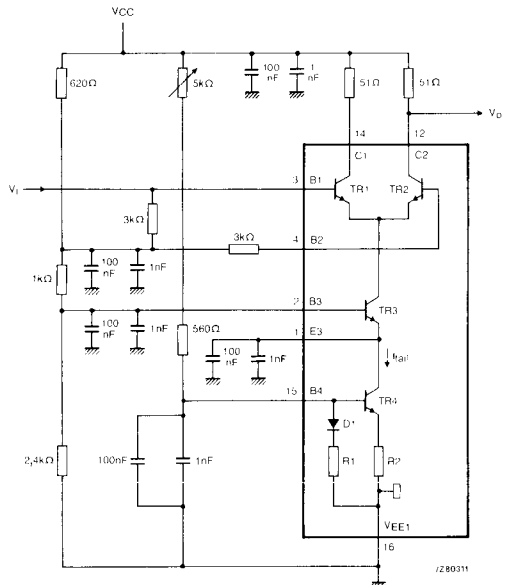 VCC
620Ω
5kΩ
100
nF
1
nF
51Ω
51Ω
VO
14
12
C1
C2
VI
3
B1
TR1
TR2
3kΩ
3kΩ
4
B2
100
nF
1nF
1kΩ
2
B3
TR3
100
nF
1nF
560Ω
1
E3
100
nF
1nF
Itail
15
B4
TR4
D1
2,4kΩ
100nF
1nF
R1
R2
VEE1
16
7Z80311